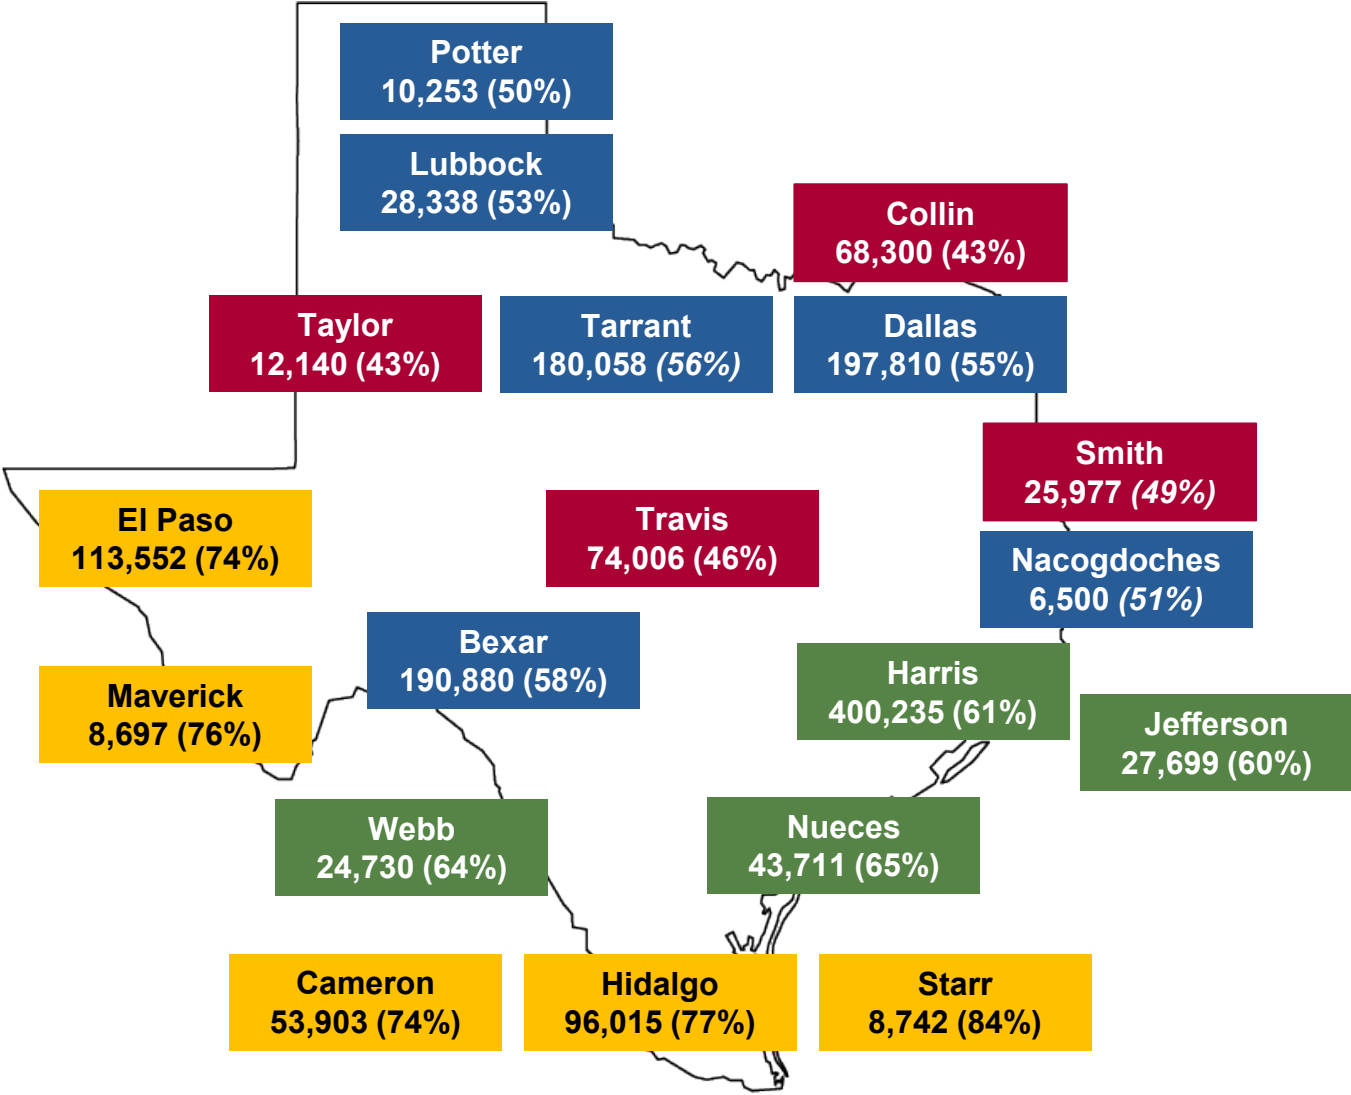 Potter
10,253 (50%)
Lubbock
28,338 (53%)
Collin
68,300 (43%)
Taylor
12,140 (43%)
Tarrant
180,058 (56%)
Dallas
197,810 (55%)
Smith
25,977 (49%)
El Paso
113,552 (74%)
Travis
74,006 (46%)
Nacogdoches
6,500 (51%)
Bexar
190,880 (58%)
Harris
400,235 (61%)
Maverick
8,697 (76%)
Jefferson
27,699 (60%)
Webb
24,730 (64%)
Nueces
43,711 (65%)
Cameron
53,903 (74%)
Hidalgo
96,015 (77%)
Starr
8,742 (84%)